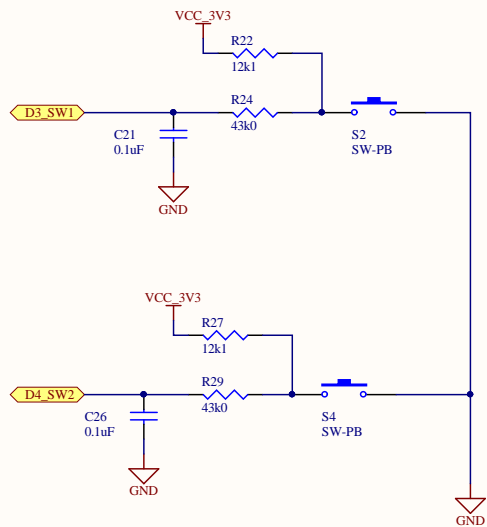 VCC_3V3
R22
12k1
D3_SW1
R24
43k0
C21
0.1uF
S2
SW-PB
GND
VCC_3V3
R27
12k1
D4_SW2
R29
43k0
C26
0.1uF
S4
SW-PB
GND
GND